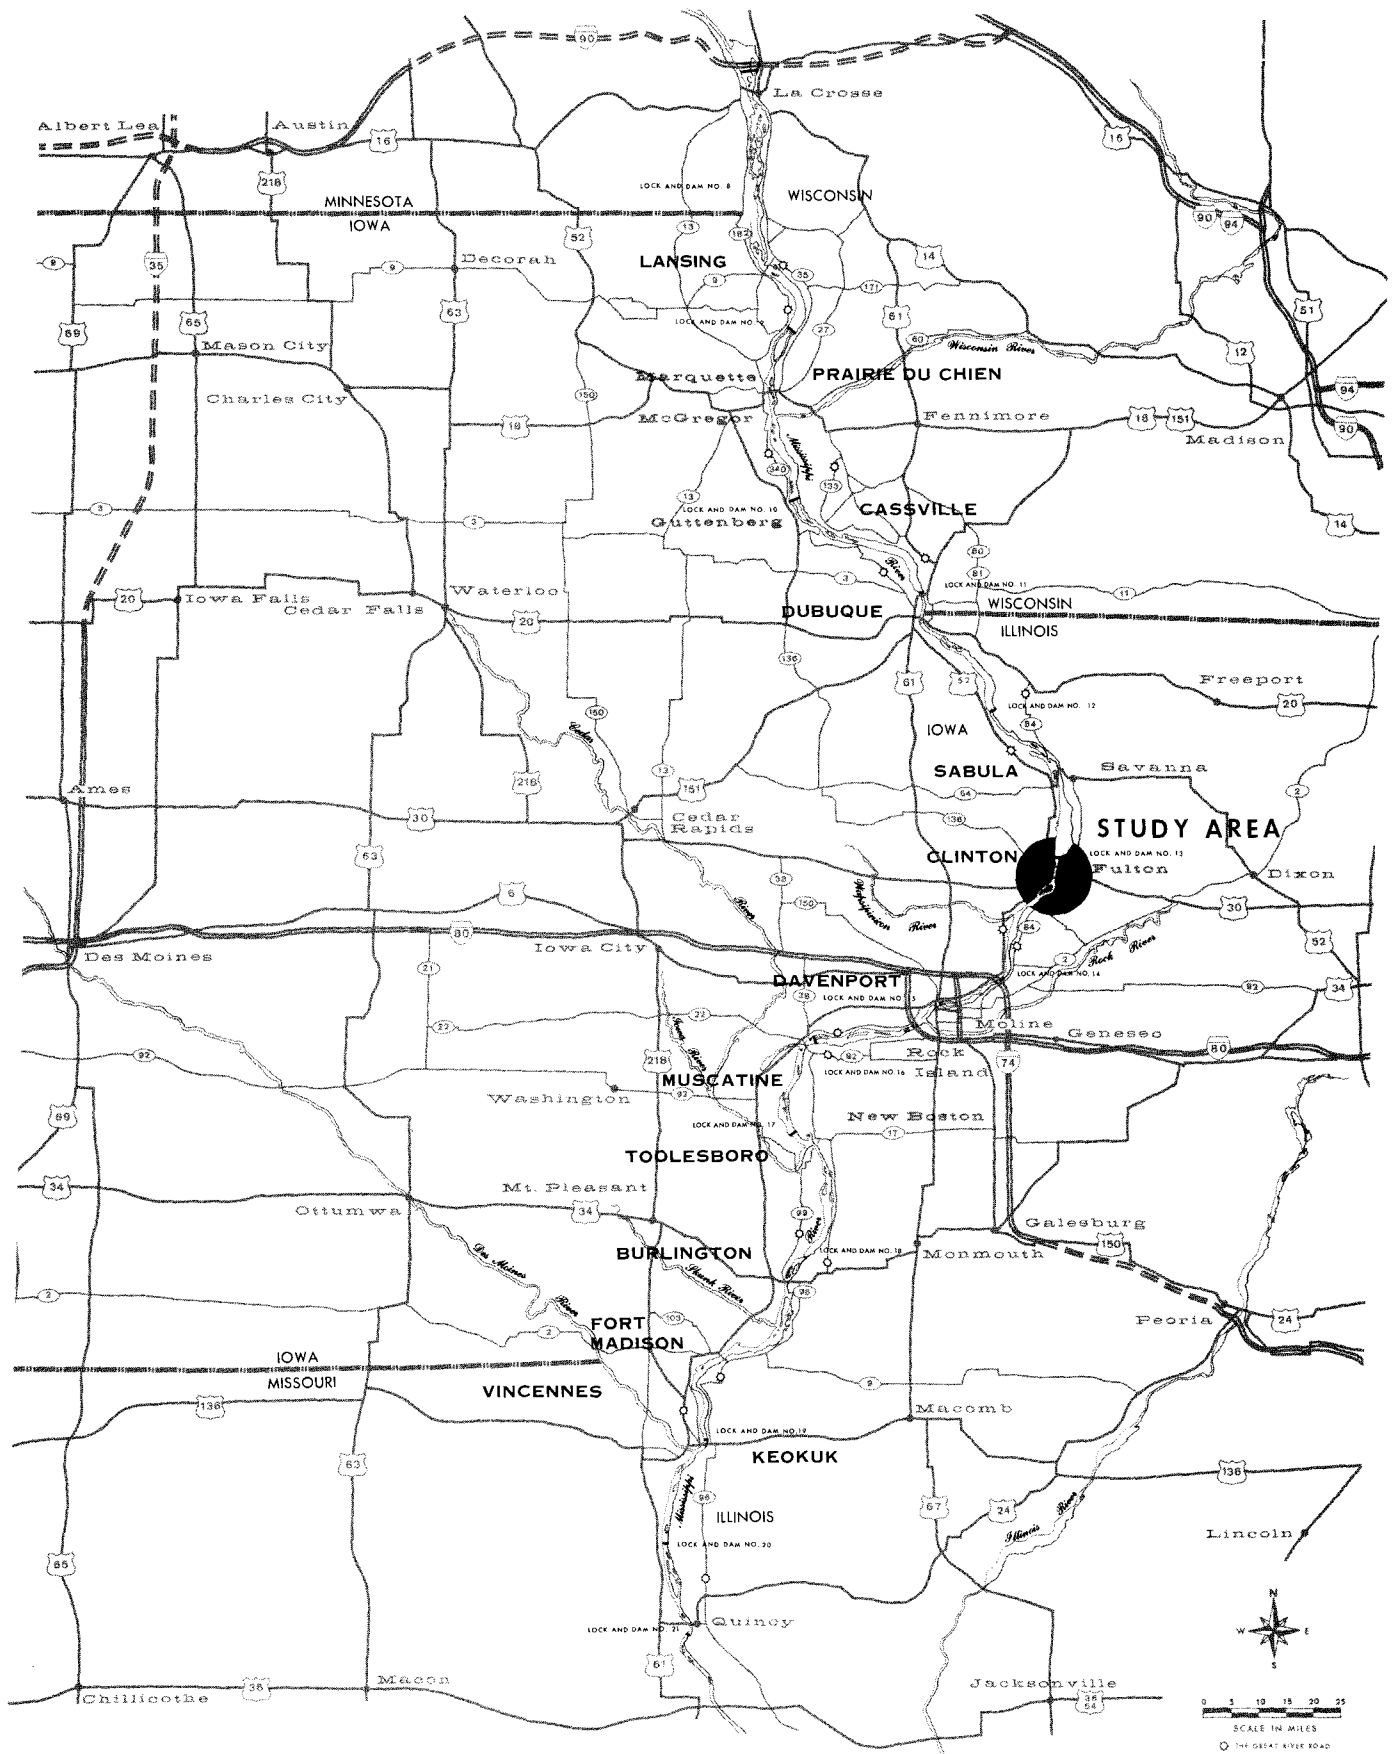 90
La Crosse
Albert Lea
Austin
16
16
218
LOCK AND DAM NO. 8
WISCONSIN
MINNESOTA
IOWA
90
94
13
182
52
14
LANSING
9
35
Decorah
9
35
9
171
51
63
61
69
65
LOCK AND DAM NO. 9
27
60
Wisconsin River
12
Mason City
Marquette
PRAIRIE DU CHIEN
94
Charles City
150
McGregor
Fennimore
18
18
151
Madison
90
Mississippi
340
133
13
3
LOCK AND DAM NO. 10
CASSVILLE
3
Guttenberg
14
80
River
81
LOCK AND DAM NO. 11
3
11
Waterloo
20
Iowa Falls
Cedar Falls
DUBUQUE
WISCONSIN
20
ILLINOIS
136
61
52
Freeport
LOCK AND DAM NO. 12
20
150
Cedar
84
IOWA
13
SABULA
Savanna
218
151
Ames
64
2
30
Cedar
Rapids
136
STUDY AREA
63
CLINTON
LOCK AND DAM NO. 13
Fulton
Dixon
38
6
150
Wapsipinicon
River
River
30
80
84
Iowa City
Rock River
52
Des Moines
21
2
LOCK AND DAM NO. 14
DAVENPORT
38
LOCK AND DAM NO. 15
92
34
22
22
Iowa River
Moline
Geneseo
92
218
92
Rock
Island
74
80
MUSCATINE
LOCK AND DAM NO. 16
Washington
92
69
New Boston
LOCK AND DAM NO. 17
17
TOOLESBORO
34
Mt. Pleasant
Ottumwa
34
99
River
Galesburg
BURLINGTON
LOCK AND DAM NO. 18
Monmouth
150
Des Moines
River
Skunk River
2
96
FORT
MADISON
103
Peoria
24
2
IOWA
MISSOURI
VINCENNES
9
136
Macomb
LOCK AND DAM NO. 19
KEOKUK
63
136
Mississippi
96
67
24
Illinois River
ILLINOIS
Lincoln
LOCK AND DAM NO. 20
65
N
W
E
S
Quincy
LOCK AND DAM NO. 21
61
Macon
Jacksonville
36
Chillicothe
36
54
0 5 10 15 20 25
SCALE IN MILES
THE GREAT RIVER ROAD